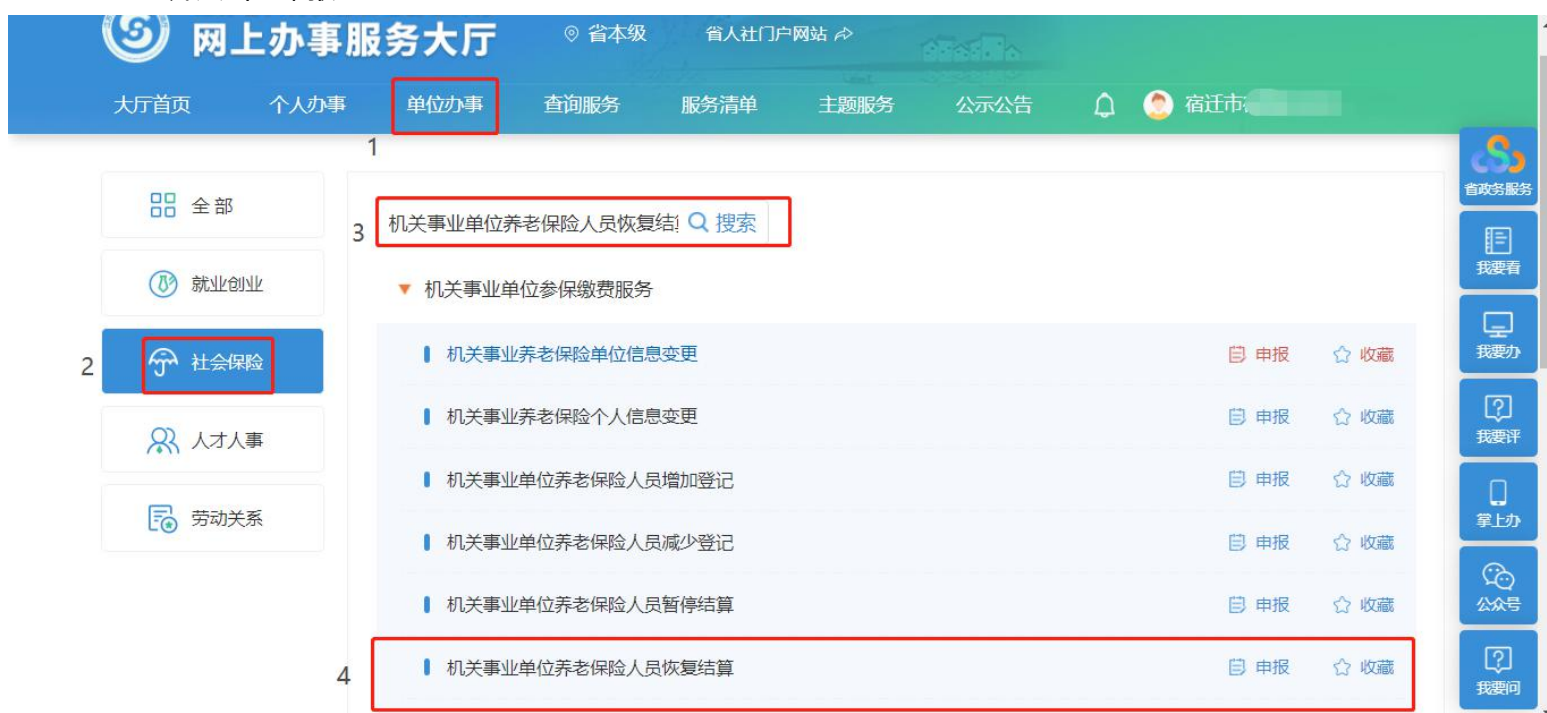 网上办事服务大厅 省本级 省人社门户网站
大厅首页 个人办事 单位办事 查询服务 服务清单 主题服务 公示公告 宿迁市
1
全部
3 机关事业单位养老保险人员恢复结 搜索
就业创业
机关事业单位参保缴费服务
2 社会保险
机关事业养老保险单位信息变更 申报 收藏
机关事业养老保险个人信息变更 申报 收藏
人才人事
机关事业单位养老保险人员增加登记 申报 收藏
劳动关系
机关事业单位养老保险人员减少登记 申报 收藏
机关事业单位养老保险人员暂停结算 申报 收藏
4 机关事业单位养老保险人员恢复结算 申报 收藏
省政务服务
我要看
我要办
我要评
掌上办
公众号
我要问